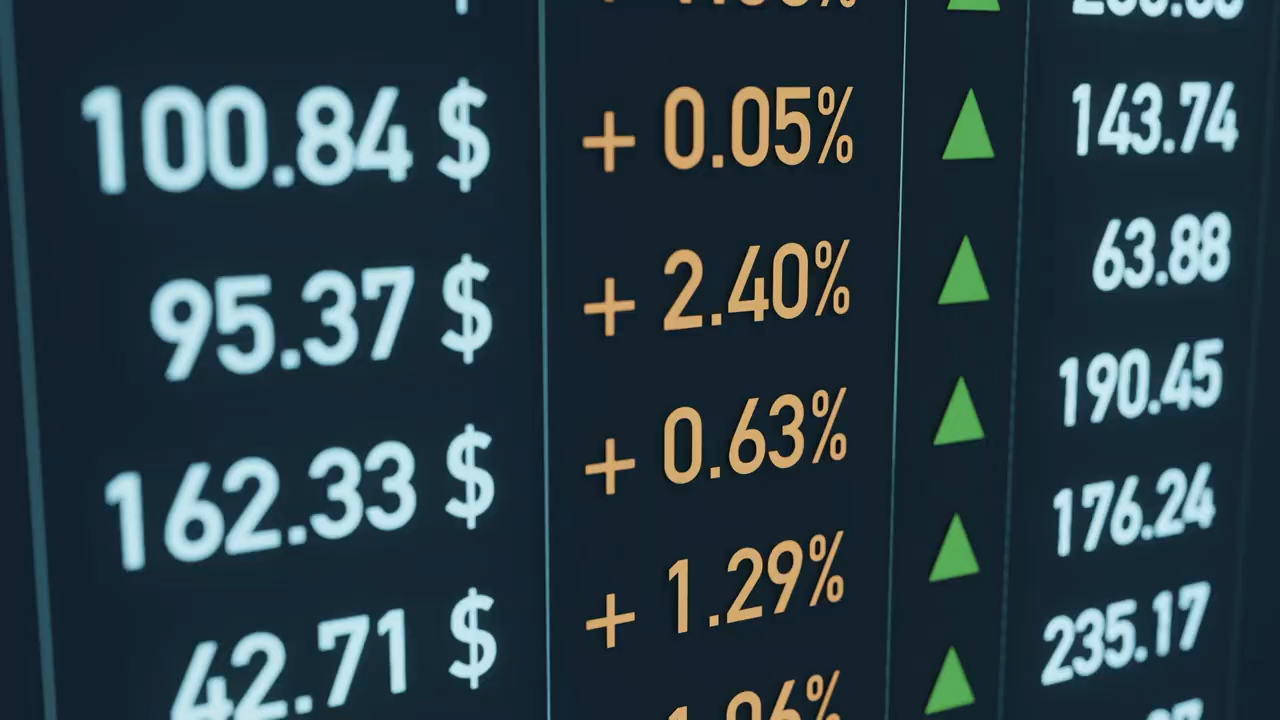 100.84 $ + 0.05% ▲ 143.74
95.37 $ + 2.40% ▲ 63.88
162.33 $ + 0.63% ▲ 190.45
42.71 $ + 1.29% ▲ 176.24
▲ 235.17